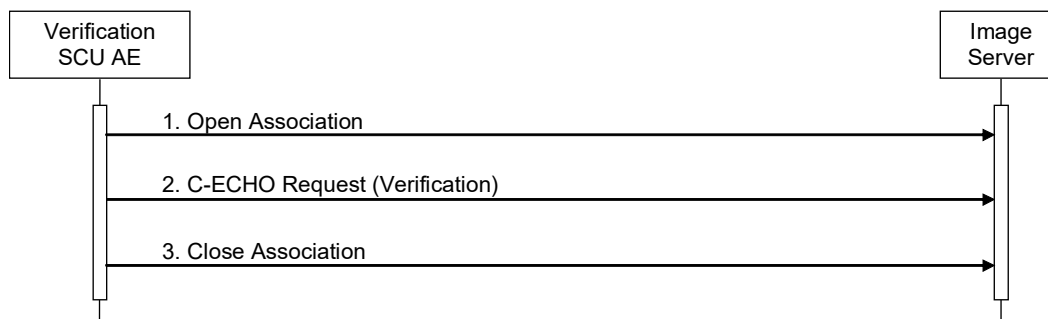 Verification
SCU AE
Image
Server
1. Open Association
2. C-ECHO Request (Verification)
3. Close Association